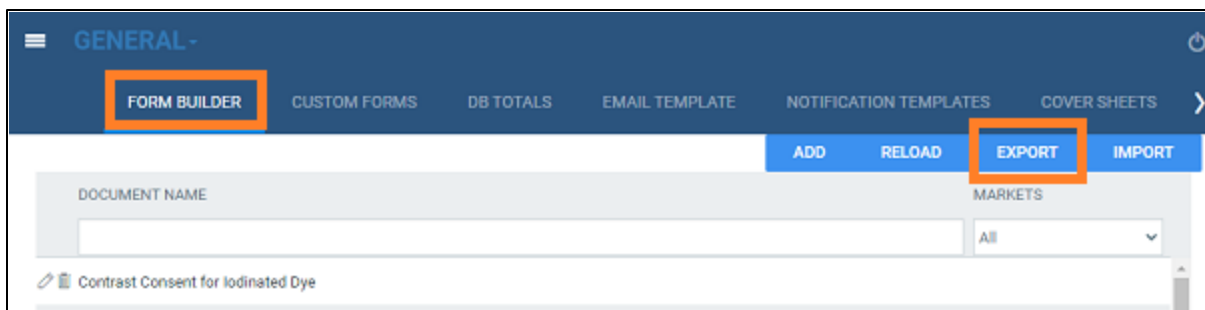 GENERAL
FORM BUILDER CUSTOM FORMS DB TOTALS EMAIL TEMPLATE NOTIFICATION TEMPLATES COVER SHEETS
ADD RELOAD EXPORT IMPORT
DOCUMENT NAME MARKETS
All
Contrast Consent for Iodinated Dye